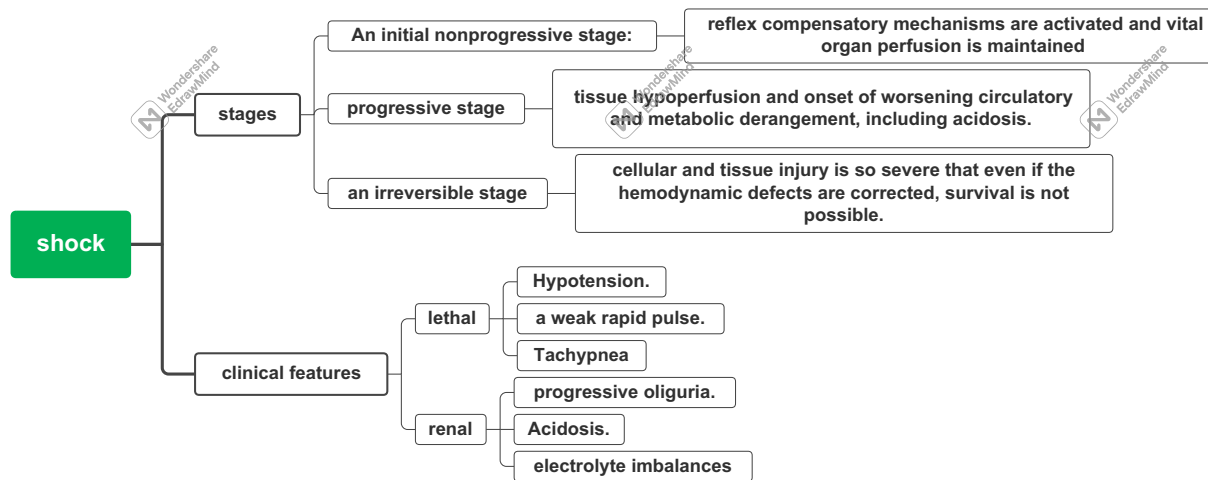 An initial nonprogressive stage:
reflex compensatory mechanisms are activated and vital
organ perfusion is maintained
stages
progressive stage
tissue hypoperfusion and onset of worsening circulatory
and metabolic derangement, including acidosis.
an irreversible stage
cellular and tissue injury is so severe that even if the
hemodynamic defects are corrected, survival is not
possible.
shock
clinical features
lethal
Hypotension.
a weak rapid pulse.
Tachypnea
renal
progressive oliguria.
Acidosis.
electrolyte imbalances
Wondershare
EdrawMind
Wondershare
EdrawMind
Wondershare
EdrawMind